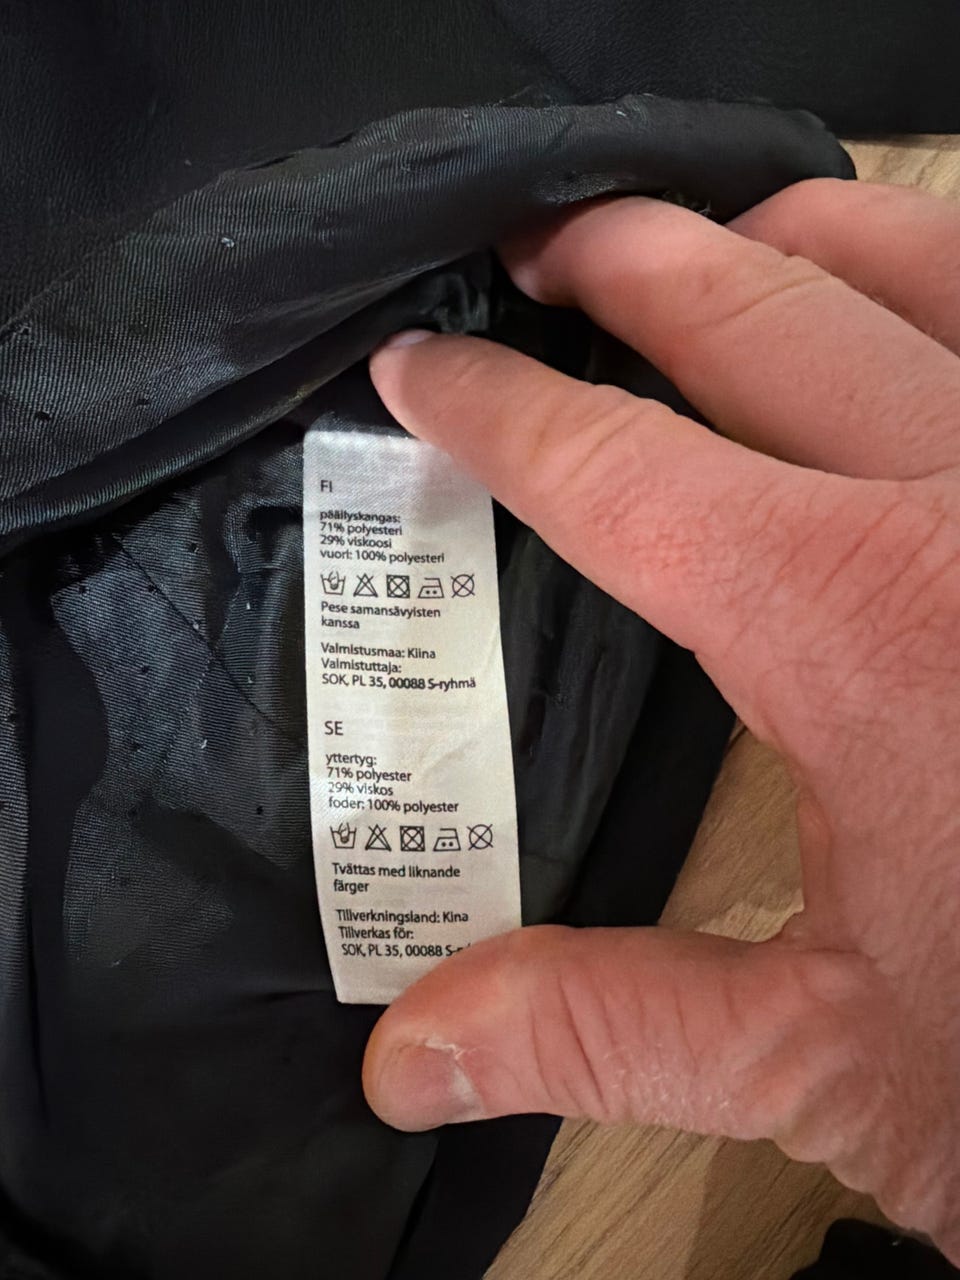 FI
päällyskangas:
71% polyesteri
29% viskoosi
vuori: 100% polyesteri
Pese samansävyisten
kanssa
Valmistusmaa: Kiina
Valmistuttaja:
SOK, PL 35, 00088 S-ryhmä
SE
yttertyg:
71% polyester
29% viskos
foder: 100% polyester
Tvättas med liknande
färger
Tillverkningsland: Kina
Tillverkas för:
SOK, PL 35, 00088